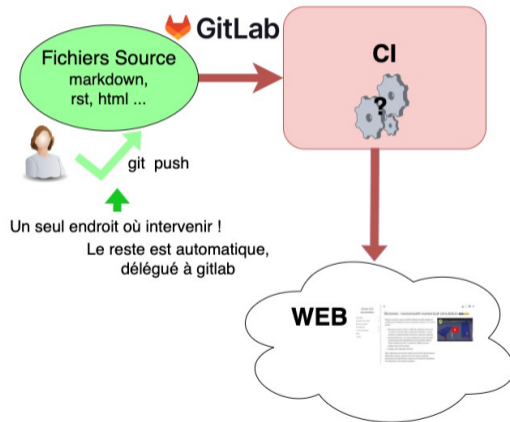 GitLab
Fichiers Source
markdown,
rst, html ...
CI
?
git push
Un seul endroit où intervenir !
Le reste est automatique,
délégué à gitlab
WEB